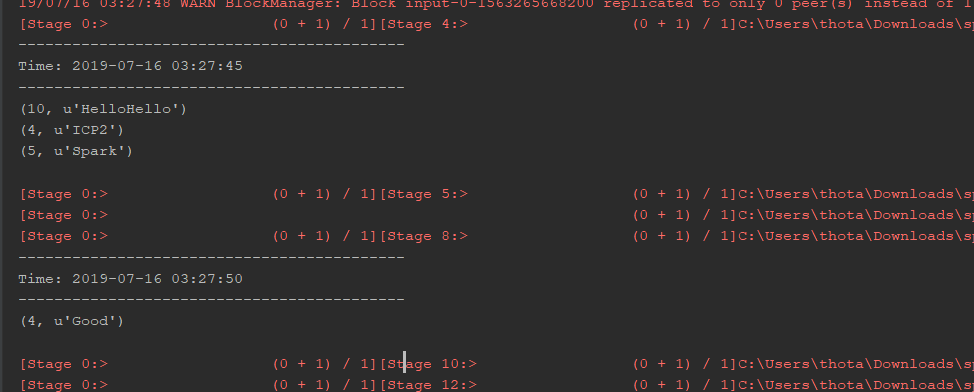 19/07/16 03:27:48 WARN BlockManager: Block input-0-1563265668200 replicated to only 0 peer(s) instead of 1
[Stage 0:>                  (0 + 1) / 1][Stage 4:>                  (0 + 1) / 1]C:\Users\thota\Downloads\sp
-------------------------------------------
Time: 2019-07-16 03:27:45
-------------------------------------------
(10, u'HelloHello')
(4, u'ICP2')
(5, u'Spark')
[Stage 0:>                  (0 + 1) / 1][Stage 5:>                  (0 + 1) / 1]C:\Users\thota\Downloads\sp
[Stage 0:>                                                          (0 + 1) / 1]C:\Users\thota\Downloads\sp
[Stage 0:>                  (0 + 1) / 1][Stage 8:>                  (0 + 1) / 1]C:\Users\thota\Downloads\sp
-------------------------------------------
Time: 2019-07-16 03:27:50
-------------------------------------------
(4, u'Good')
[Stage 0:>                  (0 + 1) / 1][Stage 10:>                 (0 + 1) / 1]C:\Users\thota\Downloads\sp
[Stage 0:>                  (0 + 1) / 1][Stage 12:>                 (0 + 1) / 1]C:\Users\thota\Downloads\sp